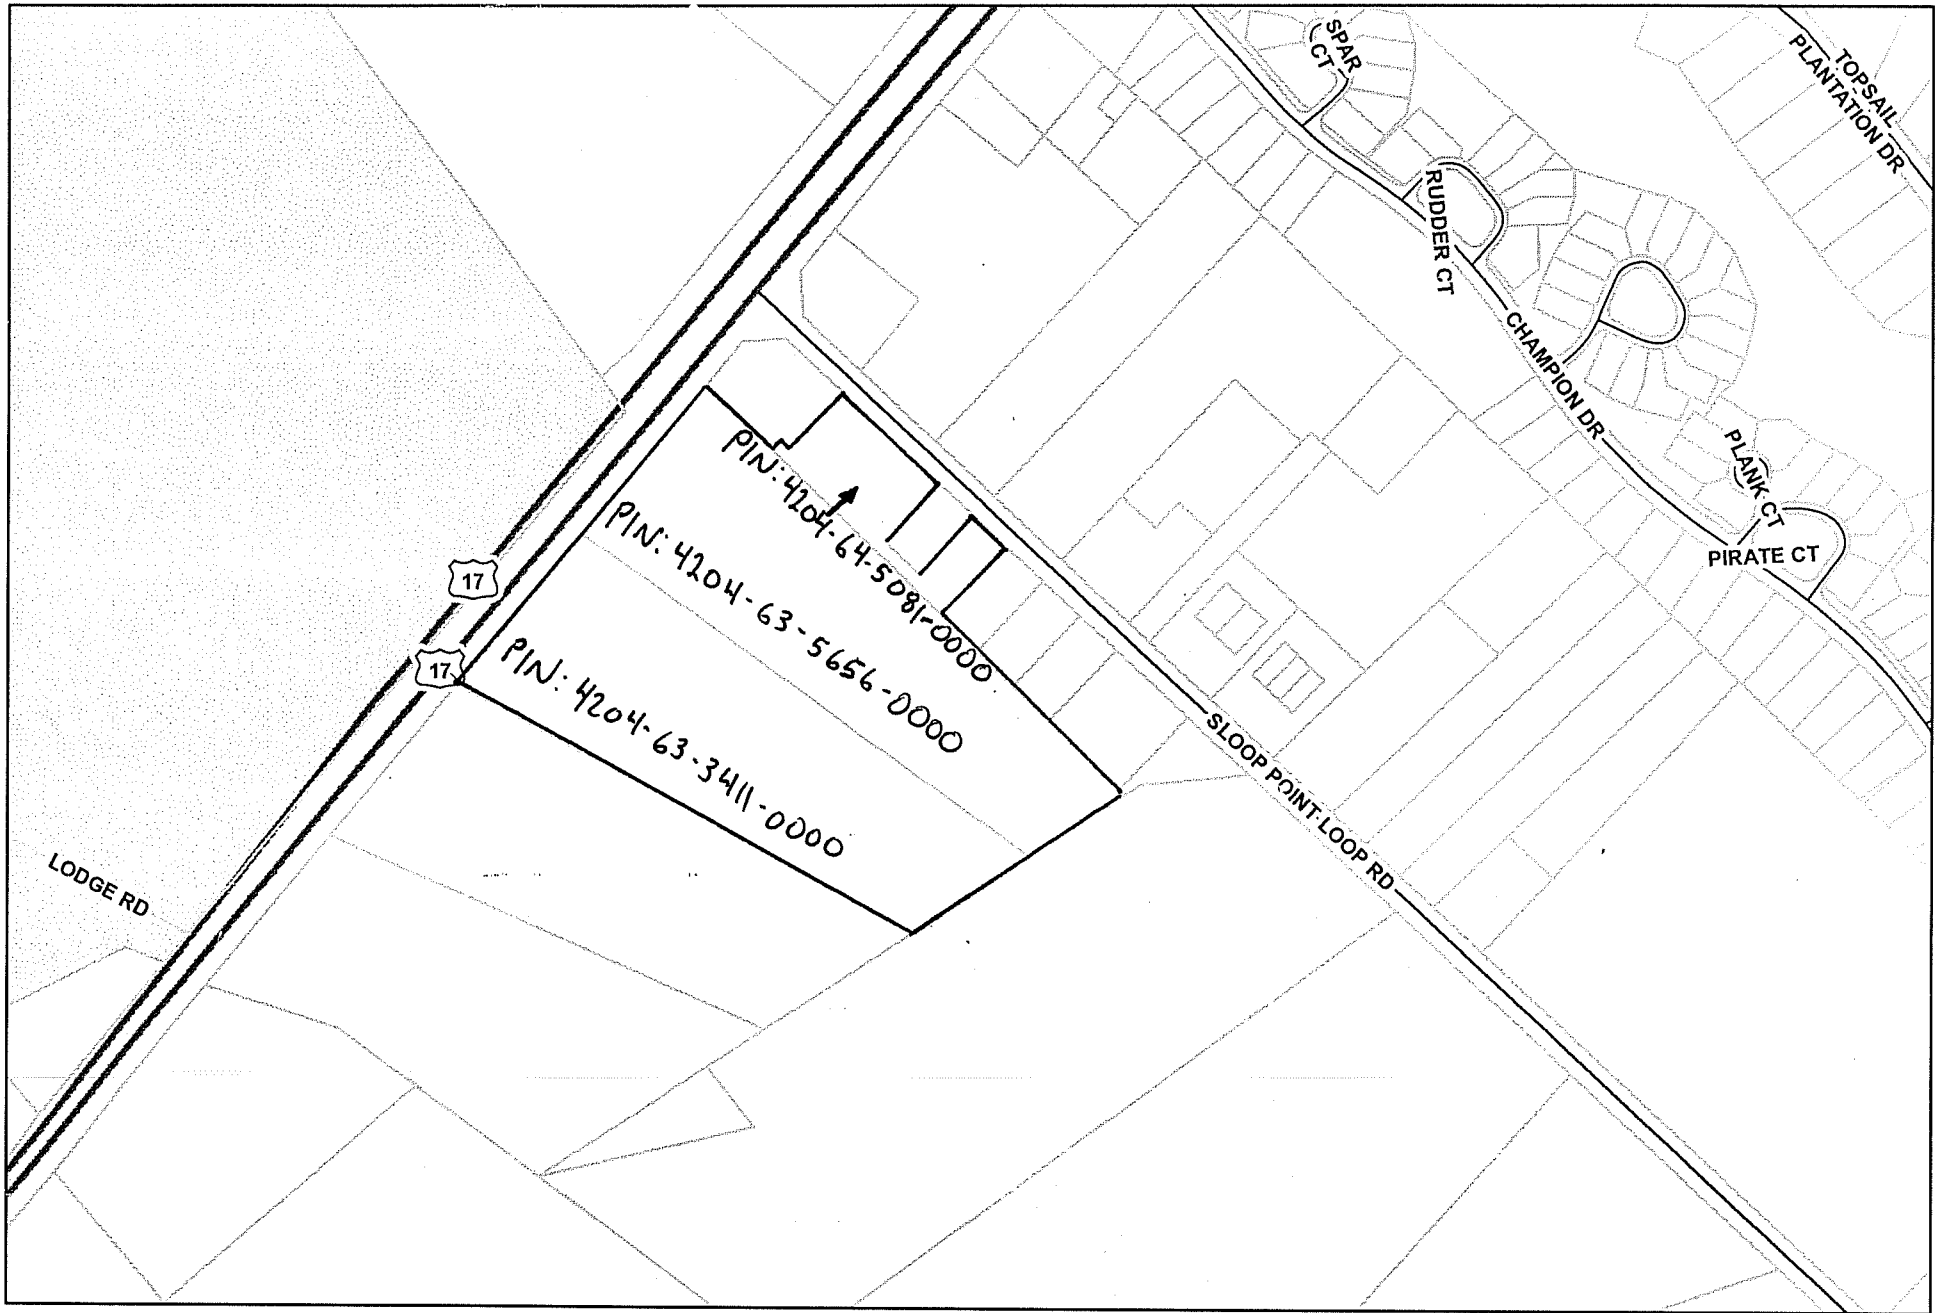 SPAR
CT
TOPSAIL
PLANTATION DR
RUDDER CT
CHAMPION DR
PLANK CT
PIRATE CT
PIN: 4204-64-5081-0000
PIN: 4204-63-5656-0000
PIN: 4204-63-3411-0000
17
17
SLOOP POINT LOOP RD
LODGE RD